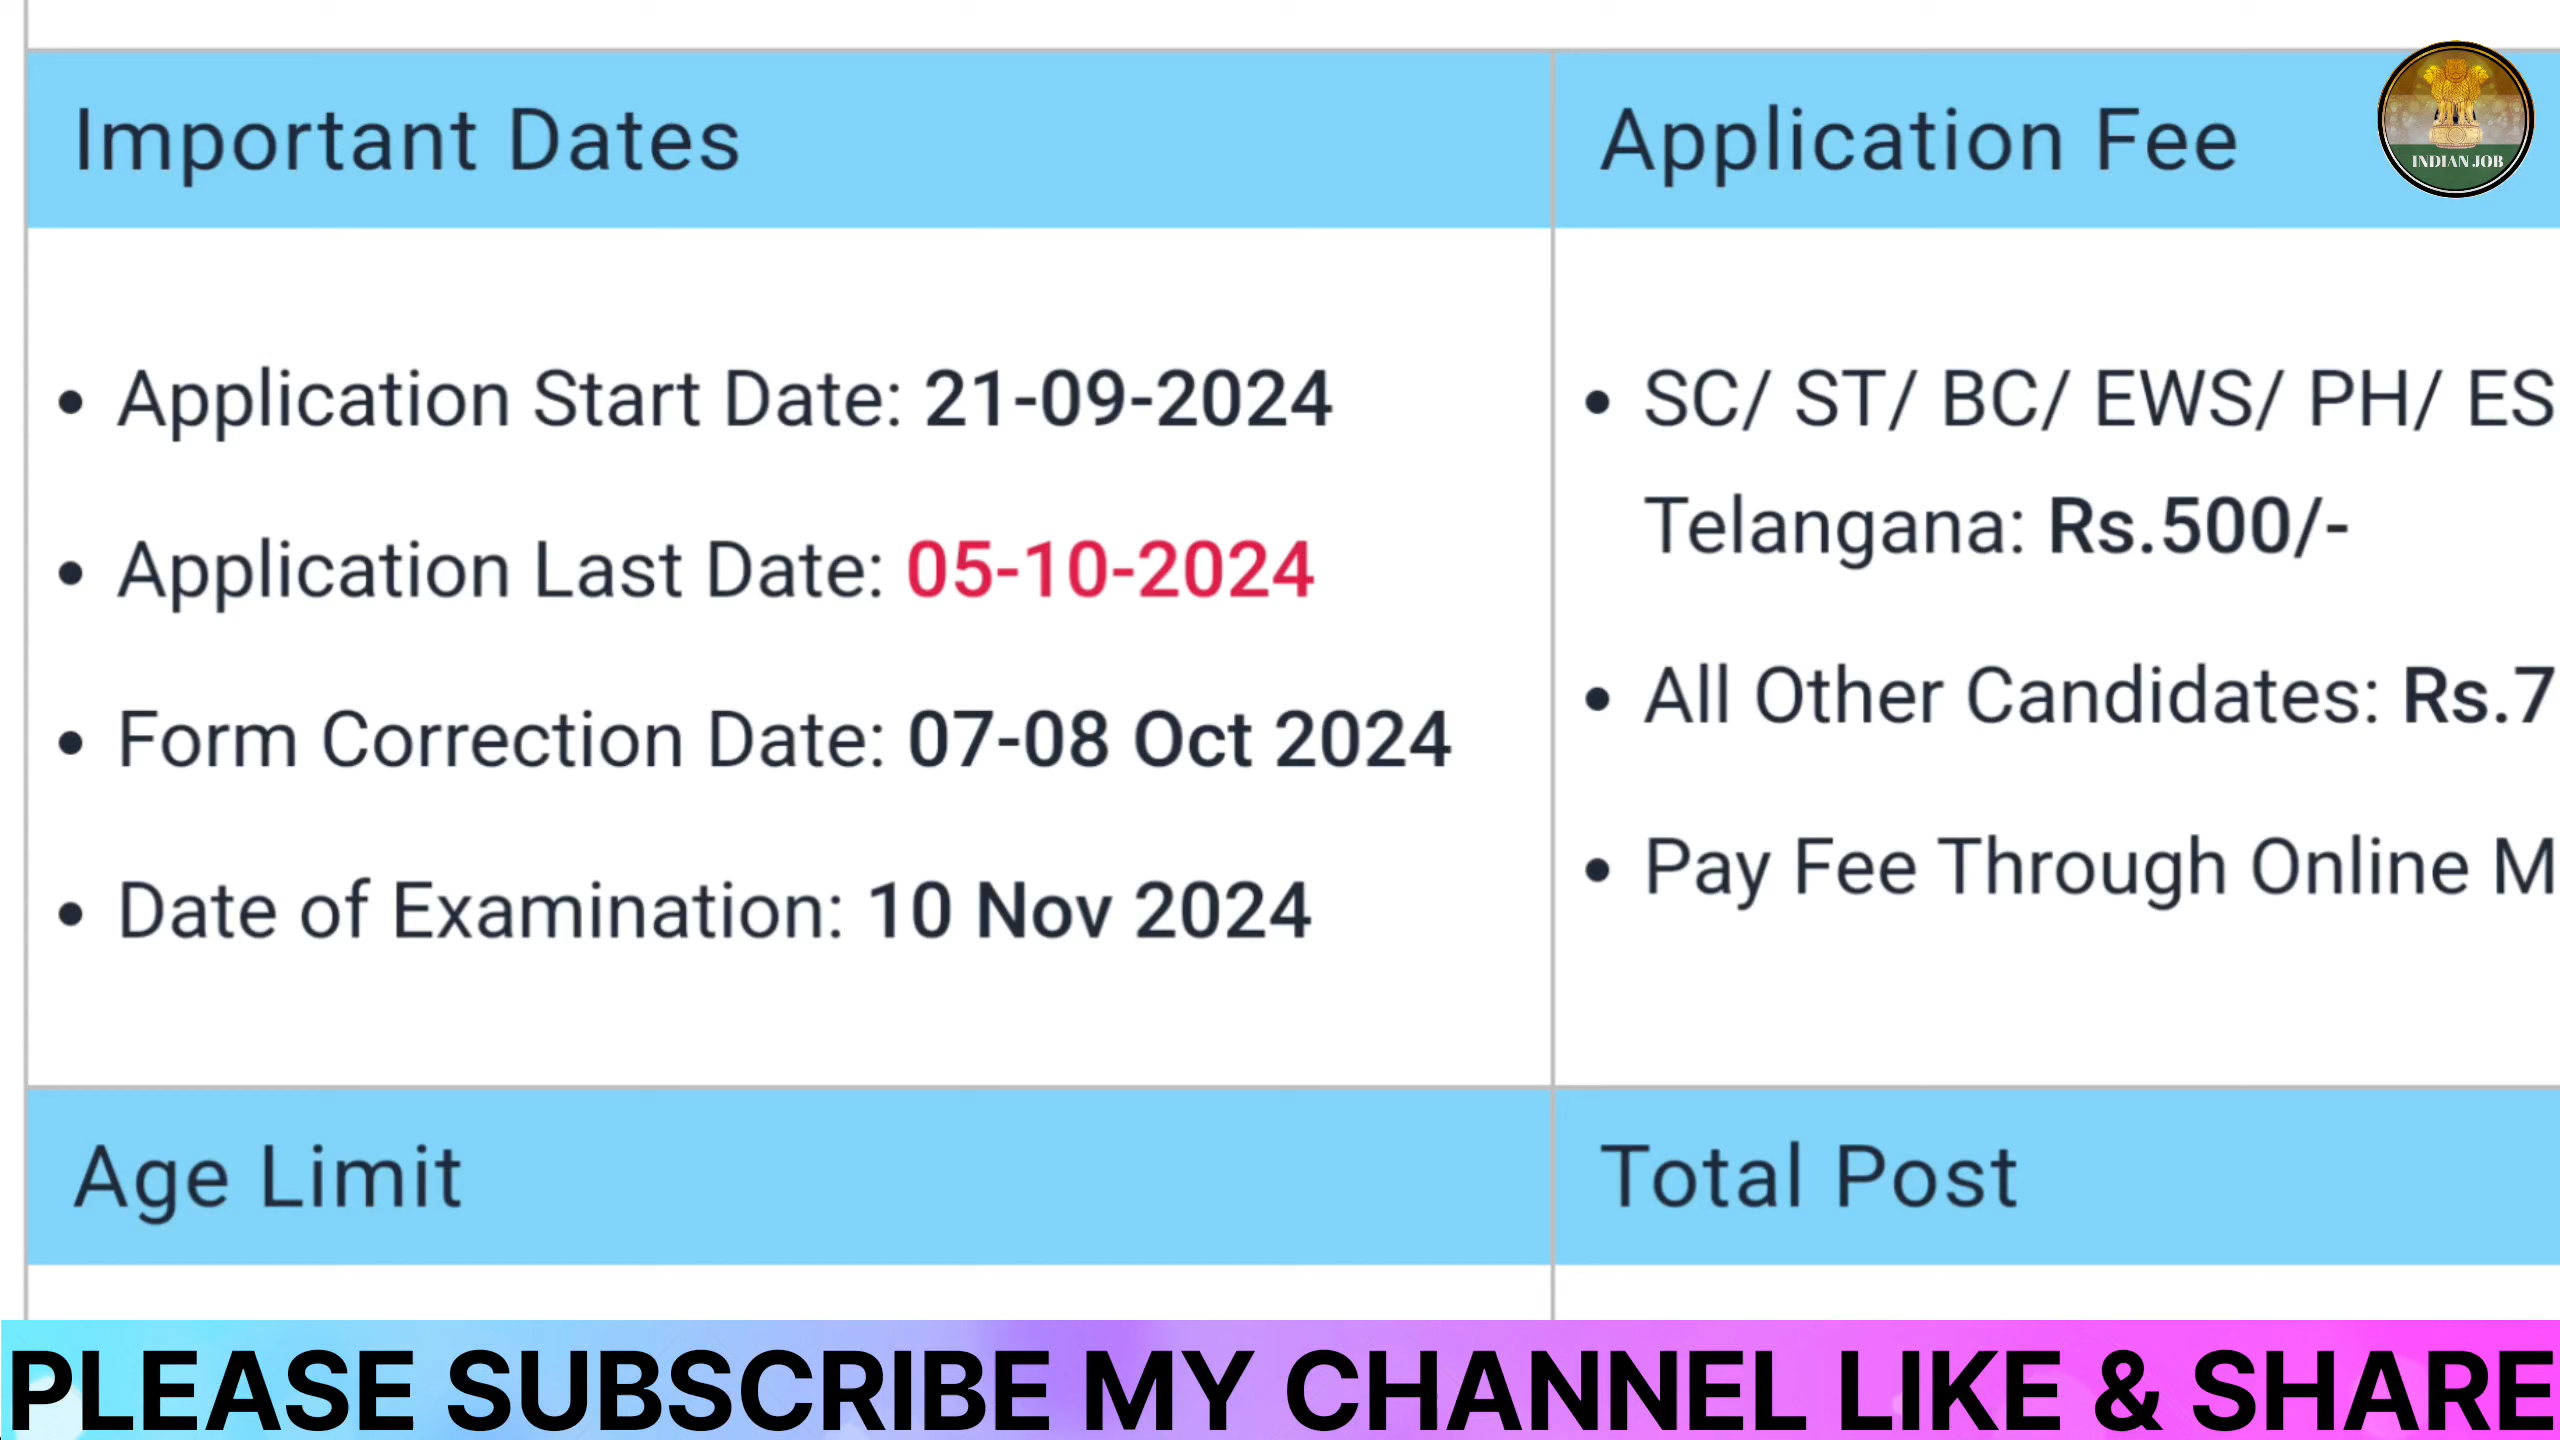 Important Dates
Application Fee
INDIAN JOB
Application Start Date: 21-09-2024
Application Last Date: 05-10-2024
Form Correction Date: 07-08 Oct 2024
Date of Examination: 10 Nov 2024
SC/ ST/ BC/ EWS/ PH/ ES
Telangana: Rs.500/-
All Other Candidates: Rs.7
Pay Fee Through Online M
Age Limit
Total Post
PLEASE SUBSCRIBE MY CHANNEL LIKE & SHARE